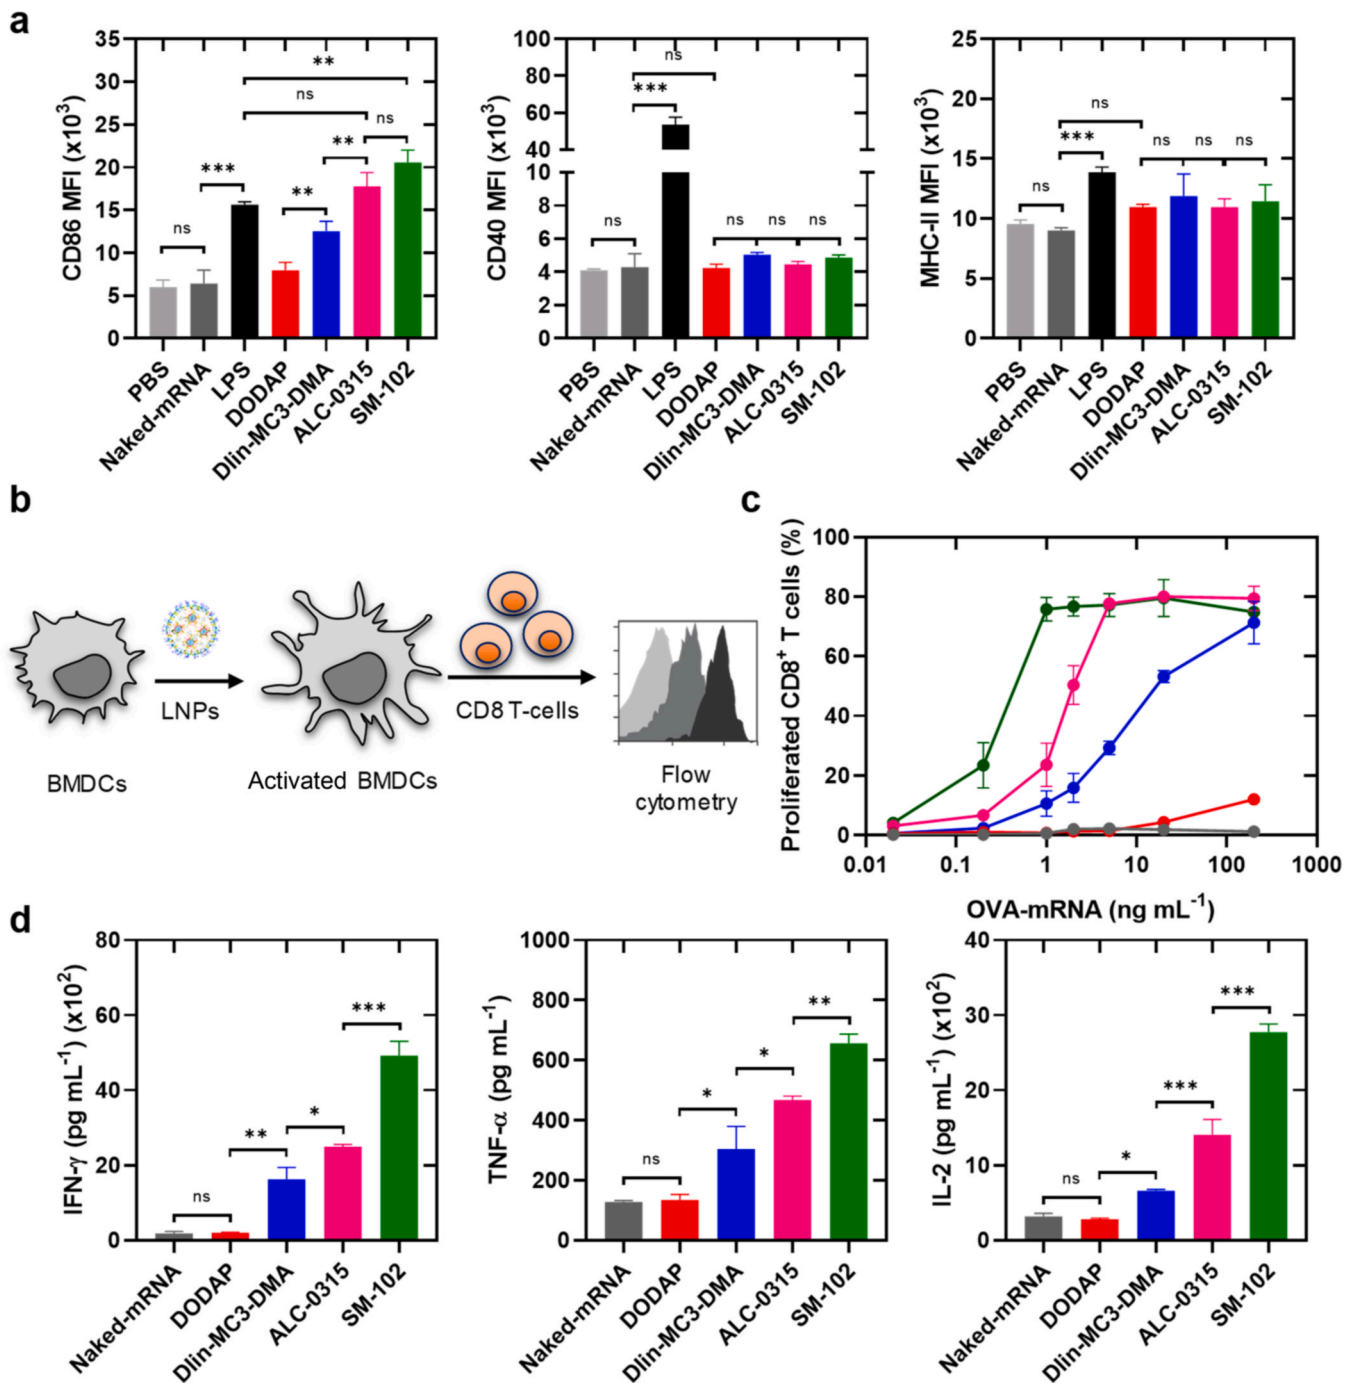 a
CD86 MFI (x10³)
35
30
25
20
15
10
5
0
ns
***
**
**
ns
ns
**
PBS
Naked-mRNA
LPS
DODAP
Dlin-MC3-DMA
ALC-0315
SM-102
CD40 MFI (x10³)
100
80
60
40
10
8
6
4
2
0
ns
***
ns
ns
ns
ns
PBS
Naked-mRNA
LPS
DODAP
Dlin-MC3-DMA
ALC-0315
SM-102
MHC-II MFI (x10³)
25
20
15
10
5
0
ns
***
ns
ns
ns
ns
PBS
Naked-mRNA
LPS
DODAP
Dlin-MC3-DMA
ALC-0315
SM-102
b
BMDCs
LNPs
Activated BMDCs
CD8 T-cells
Flow
cytometry
c
Proliferated CD8⁺ T cells (%)
100
80
60
40
20
0
0.01
0.1
1
10
100
1000
OVA-mRNA (ng mL⁻¹)
d
IFN-γ (pg mL⁻¹) (x10²)
80
60
40
20
0
ns
**
*
***
Naked-mRNA
DODAP
Dlin-MC3-DMA
ALC-0315
SM-102
TNF-α (pg mL⁻¹)
1000
800
600
400
200
0
ns
*
*
**
Naked-mRNA
DODAP
Dlin-MC3-DMA
ALC-0315
SM-102
IL-2 (pg mL⁻¹) (x10²)
40
30
20
10
0
ns
*
***
***
Naked-mRNA
DODAP
Dlin-MC3-DMA
ALC-0315
SM-102